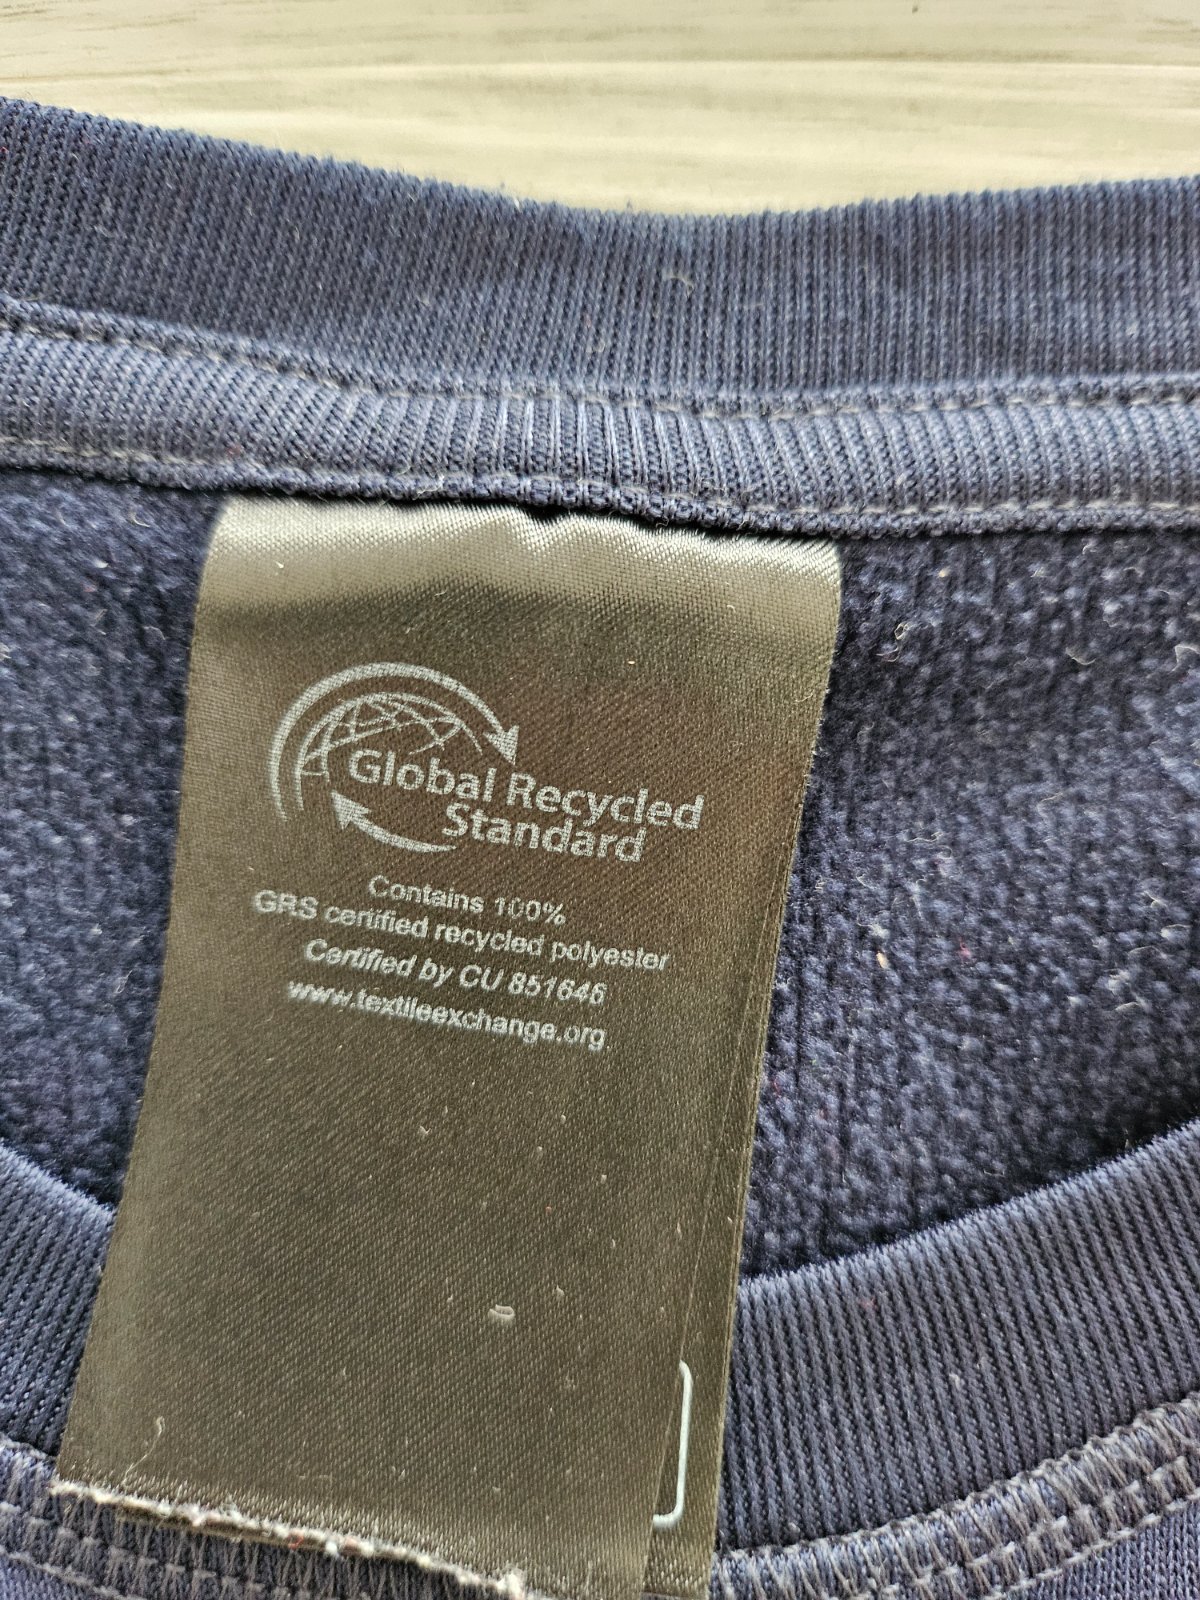 Global Recycled
Standard
Contains 100%
GRS certified recycled polyester
Certified by CU 851646
www.textileexchange.org